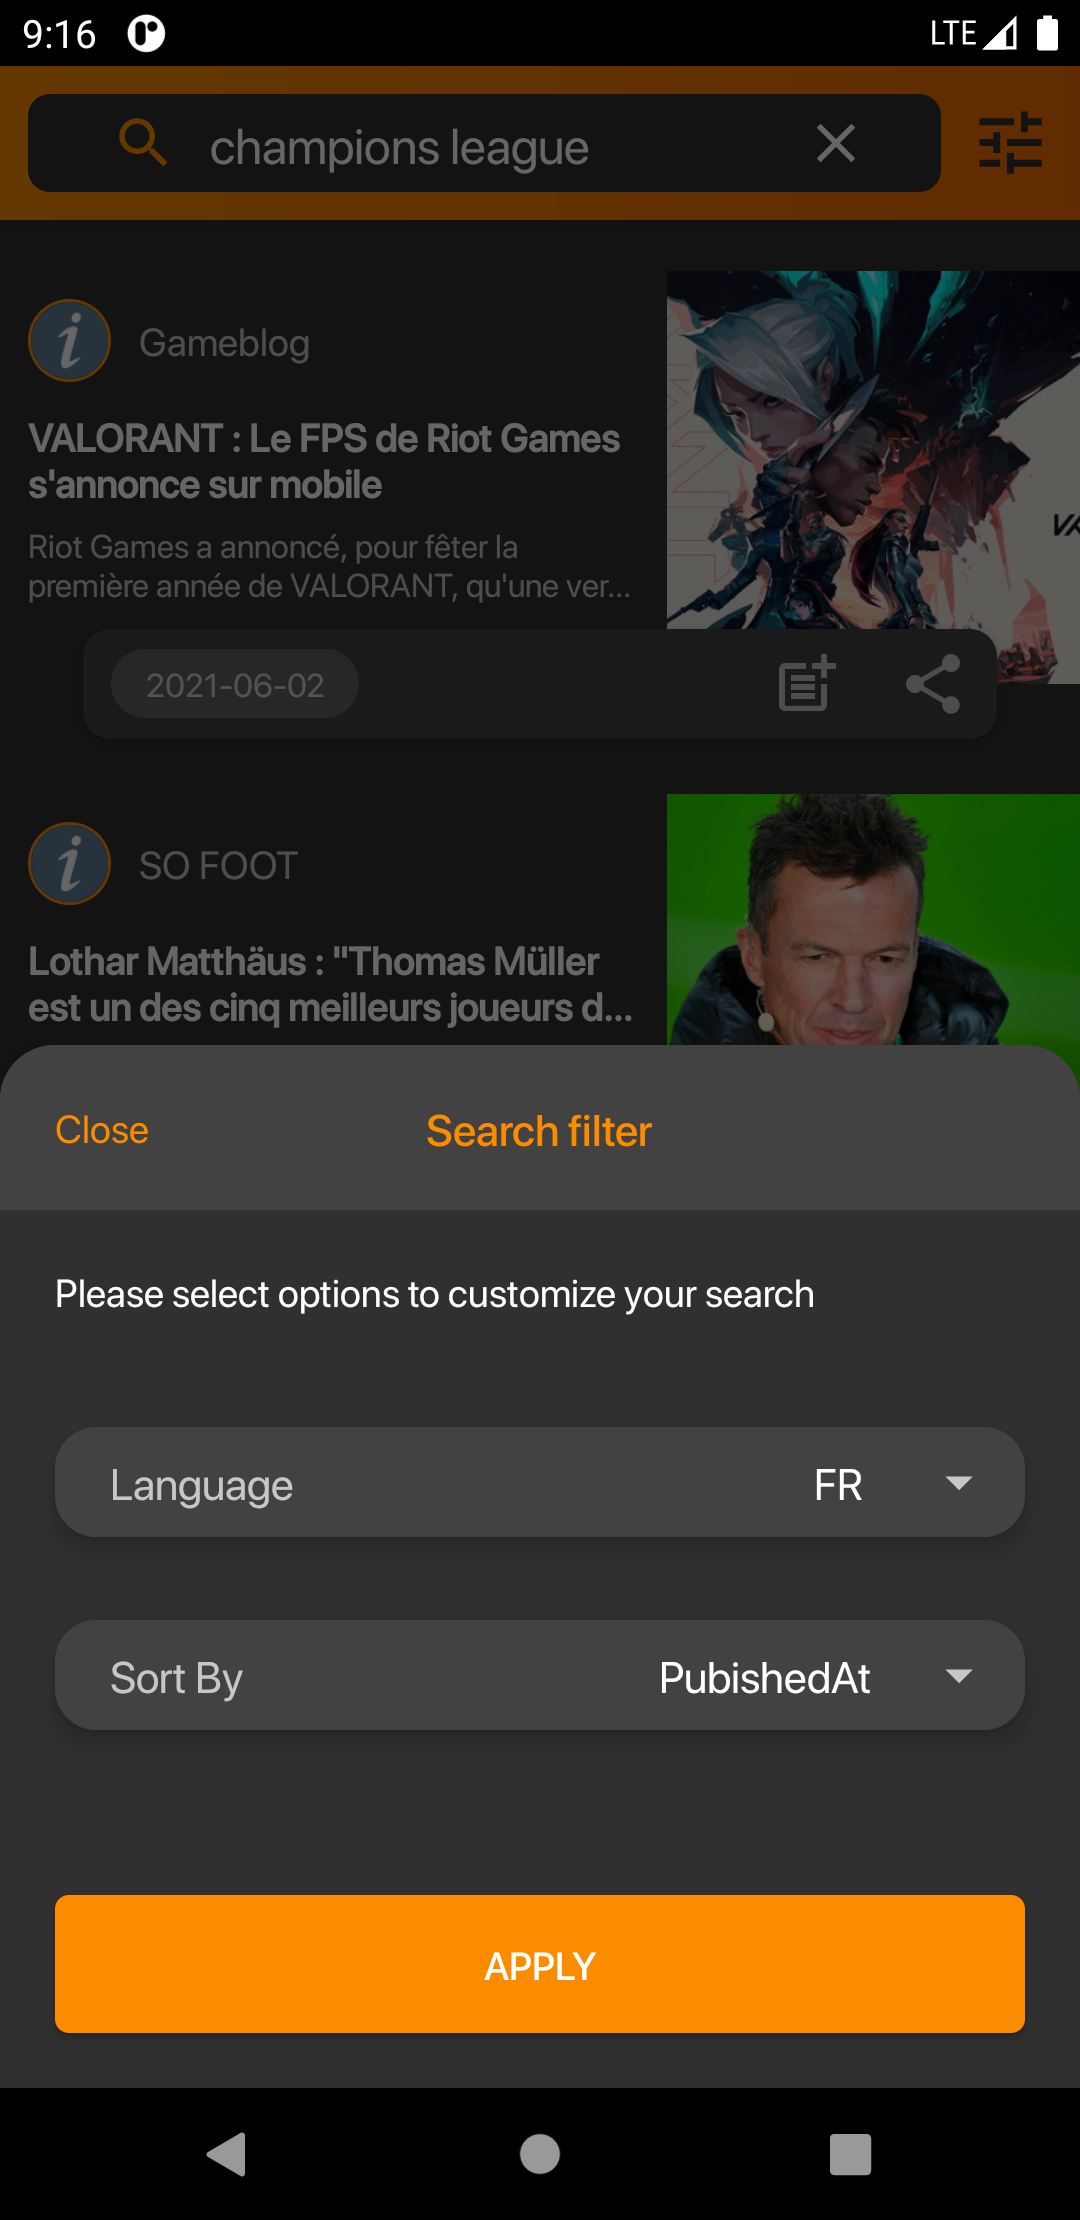 9:16
LTE
champions league
Gameblog
VALORANT : Le FPS de Riot Games
s'annonce sur mobile
Riot Games a annoncé, pour fêter la
première année de VALORANT, qu'une ver...
2021-06-02
SO FOOT
Lothar Matthäus : "Thomas Müller
est un des cinq meilleurs joueurs d...
Close
Search filter
Please select options to customize your search
Language
FR
Sort By
PubishedAt
APPLY